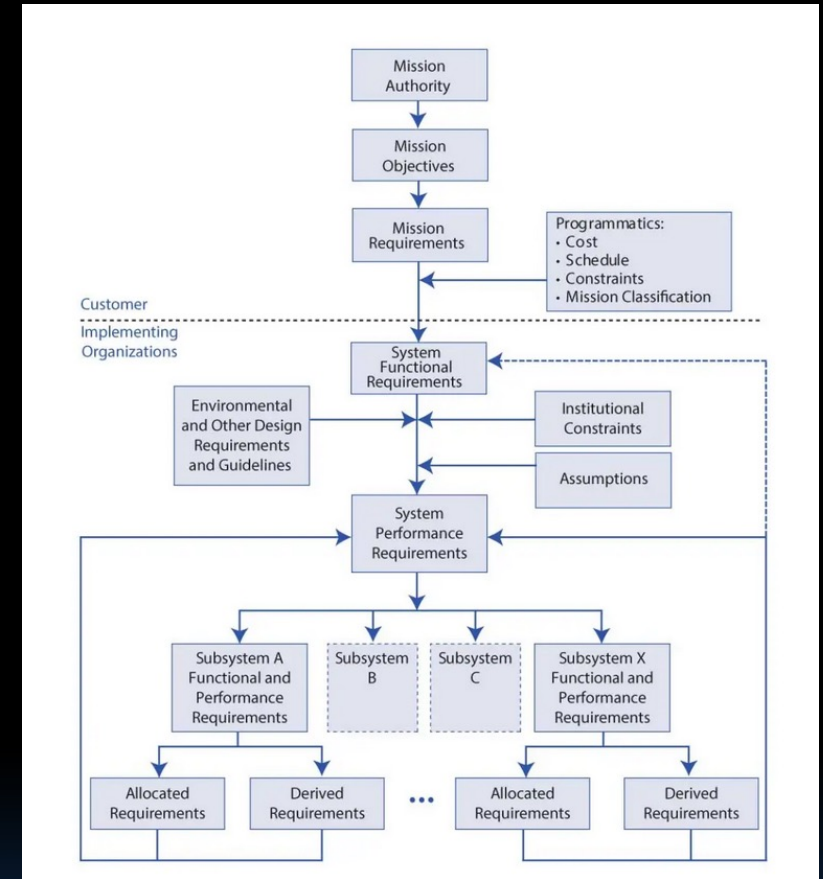 Mission
Authority
Mission
Objectives
Mission
Requirements
Programmatics:
• Cost
• Schedule
• Constraints
• Mission Classification
Customer
Implementing
Organizations
System
Functional
Requirements
Environmental
and Other Design
Requirements
and Guidelines
Institutional
Constraints
Assumptions
System
Performance
Requirements
Subsystem A
Functional and
Performance
Requirements
Subsystem
B
Subsystem
C
Subsystem X
Functional and
Performance
Requirements
Allocated
Requirements
Derived
Requirements
•••
Allocated
Requirements
Derived
Requirements